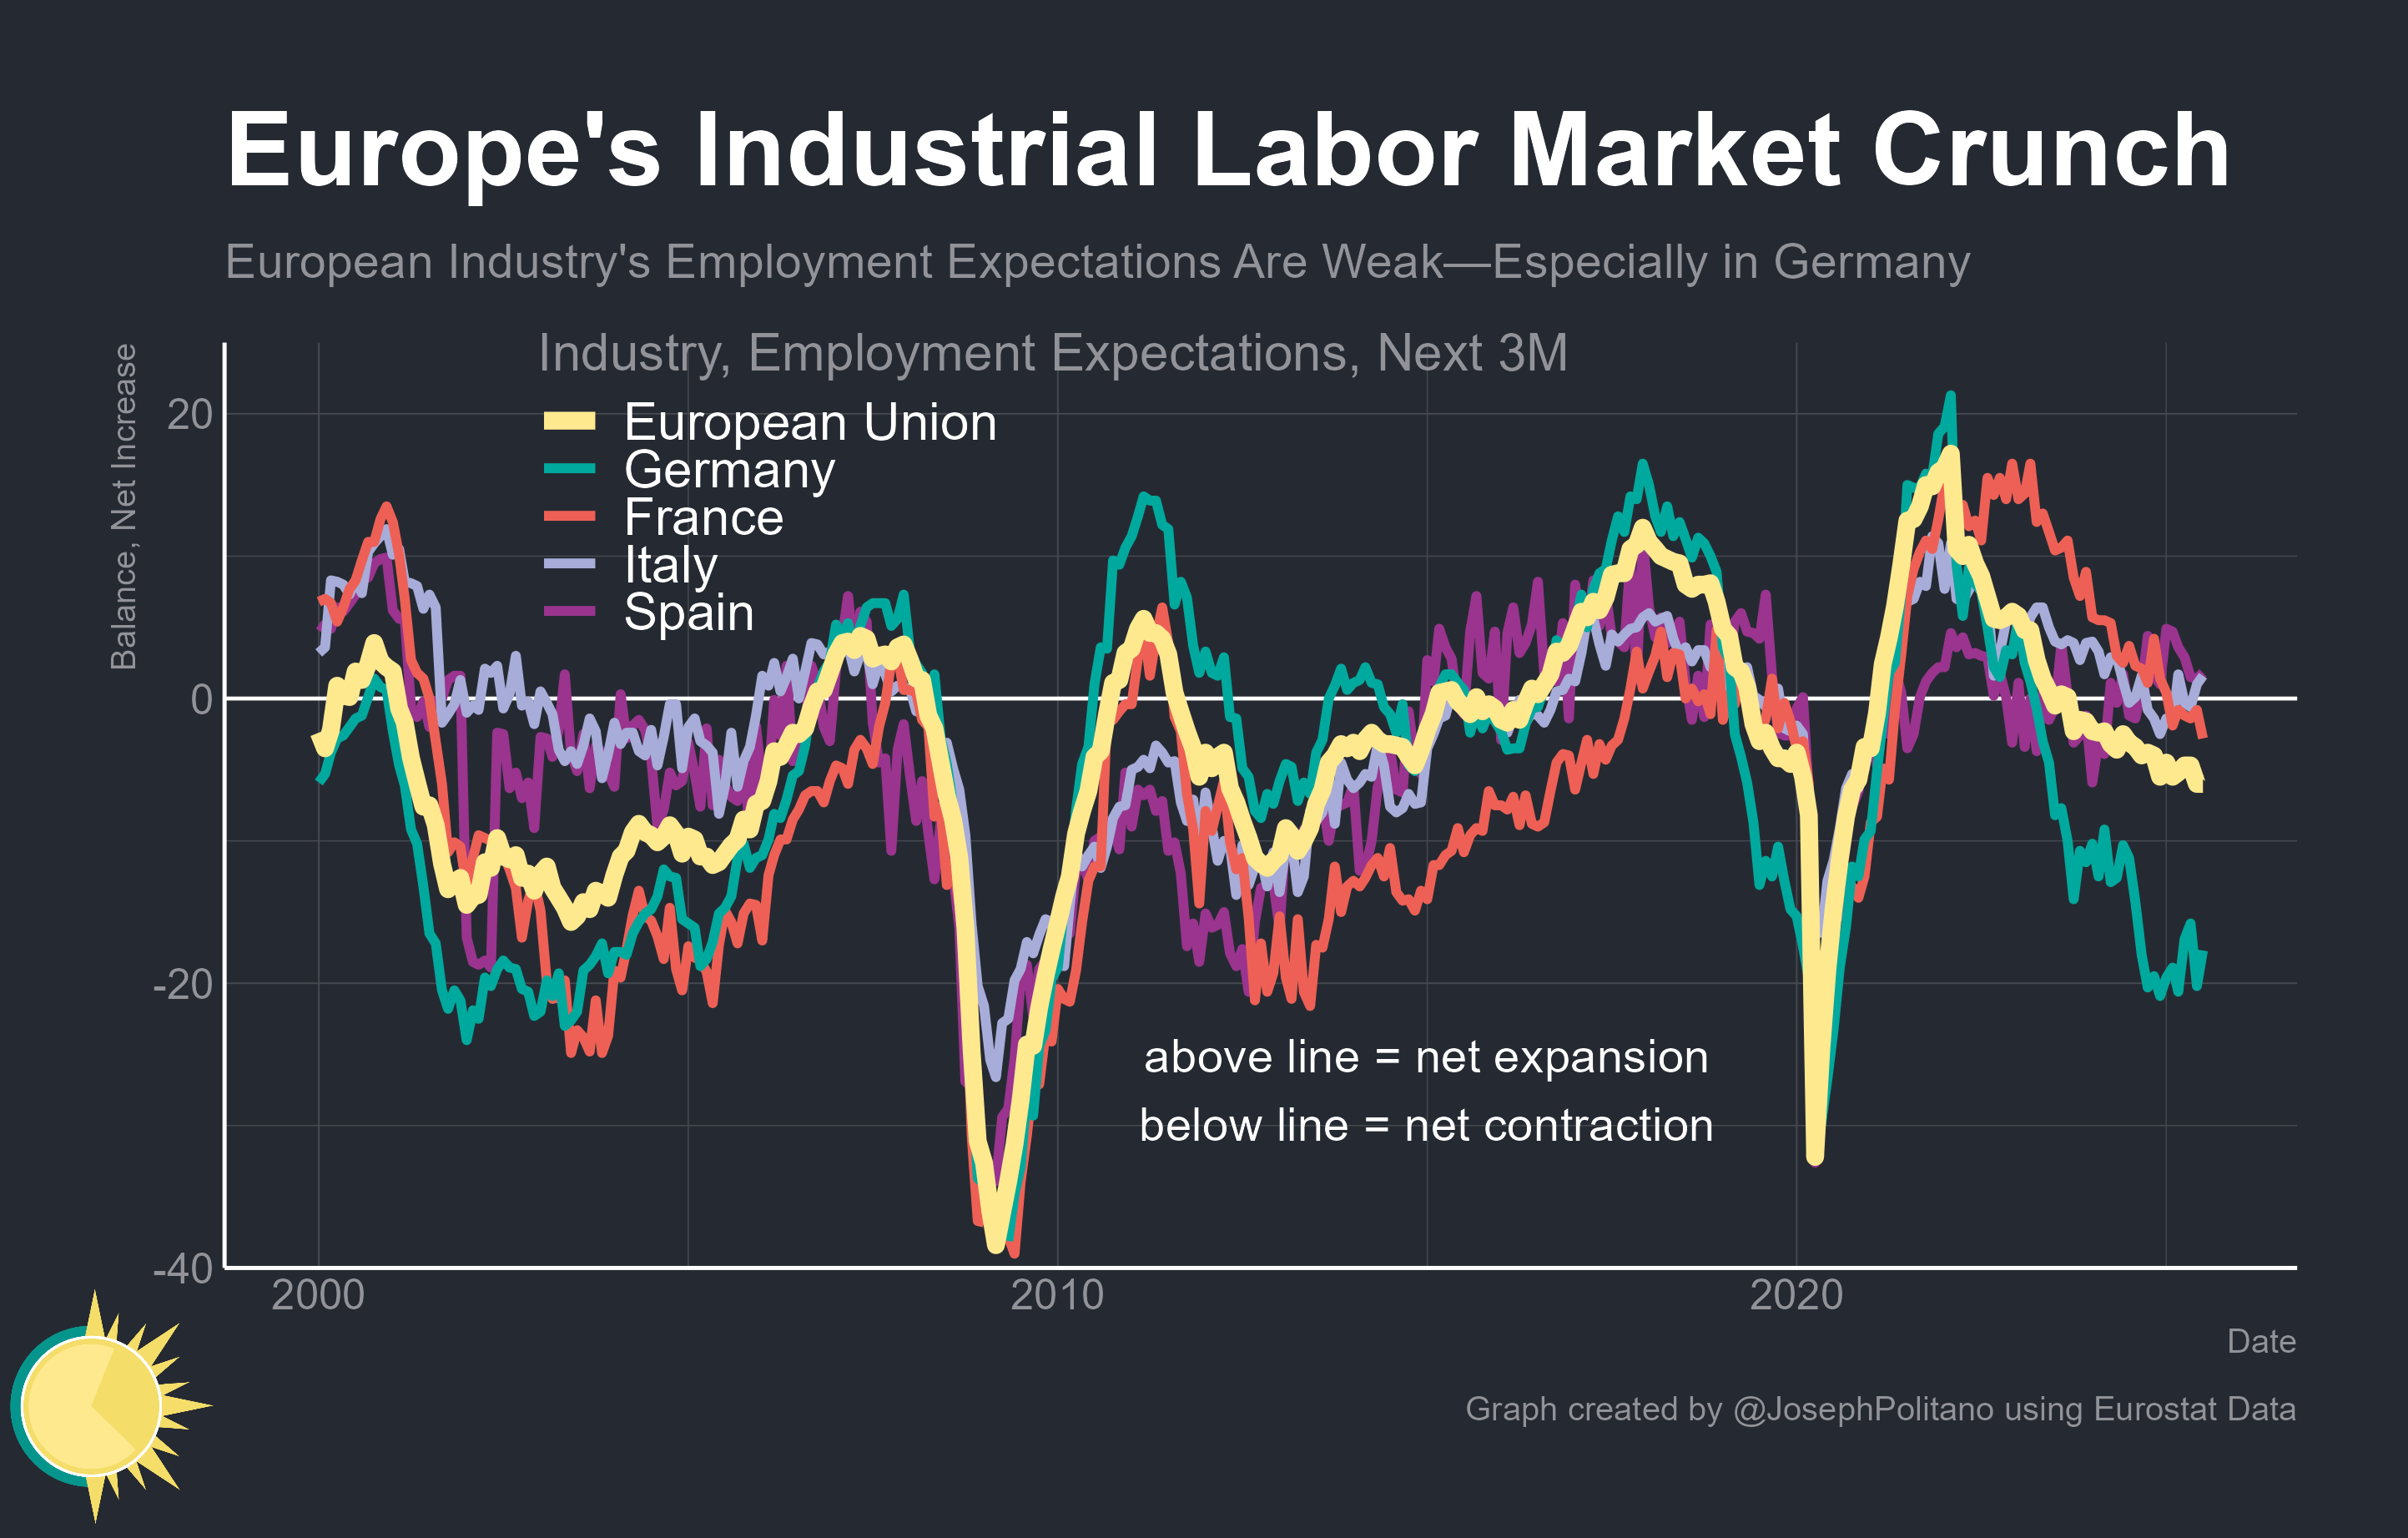 Europe's Industrial Labor Market Crunch
European Industry's Employment Expectations Are Weak—Especially in Germany
Balance, Net Increase
Industry, Employment Expectations, Next 3M
European Union
Germany
France
Italy
Spain
20
0
-20
-40
above line = net expansion
below line = net contraction
2000
2010
2020
Date
Graph created by @JosephPolitano using Eurostat Data